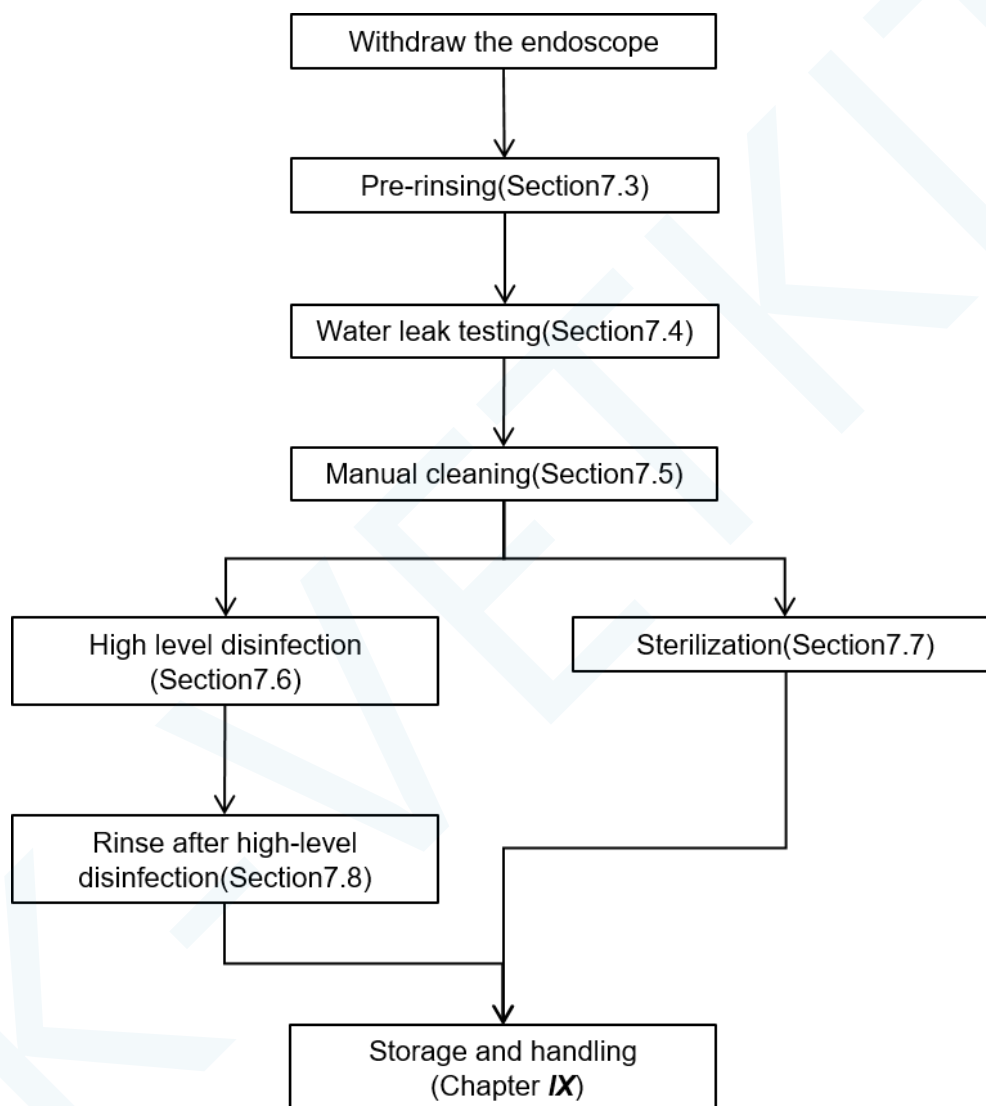 Withdraw the endoscope
Pre-rinsing(Section7.3)
Water leak testing(Section7.4)
Manual cleaning(Section7.5)
High level disinfection
(Section7.6)
Sterilization(Section7.7)
Rinse after high-level
disinfection(Section7.8)
Storage and handling
(Chapter IX)
K-VETKIT